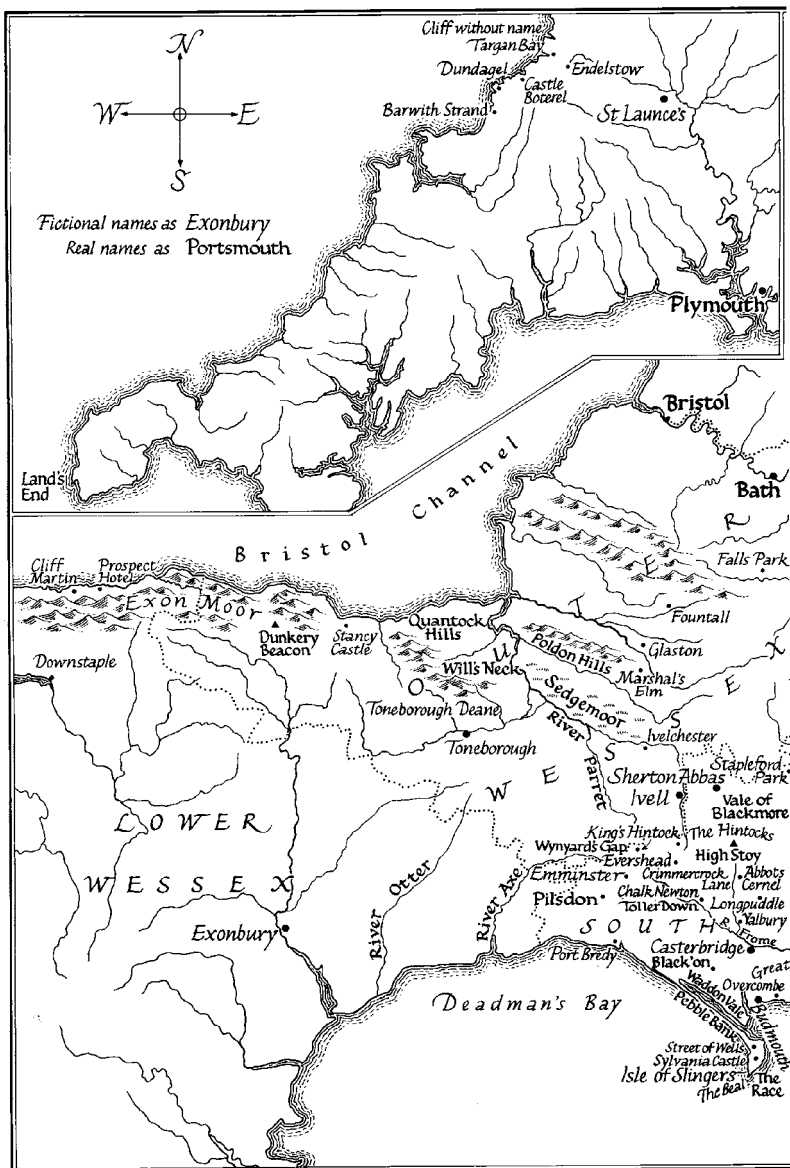 N
W E
S
Fictional names as Exonbury
Real names as Portsmouth
Cliff without name
Targan Bay
Dundagel
Endelstow
Castle
Boterel
Barwith Strand
St Launce's
Plymouth
Land's
End
Bristol
Bath
Bristol Channel
Cliff
Martin
Prospect
Hotel
Exon Moor
Dunkery
Beacon
Stancy
Castle
Quantock
Hills
Will's Neck
Falls Park
Fountall
Glaston
Poldon Hills
Marshal's
Elm
Sedgemoor
Downstaple
Toneborough Deane
Toneborough
River Parret
Ivelchester
OUTER
WESSEX
Stapleford
Park
Sherton Abbas
Ivell
Vale of
Blackmore
LOWER
WESSEX
King's Hintock
The Hintocks
Wynyard's Gap
High Stoy
Evershead
Emminster
Crimmercrock
Lane
Abbots
Cernel
Chalk Newton
Pilsdon
Toller Down
Longpuddle
Yalbury
R. Frome
River Otter
River Axe
Exonbury
SOUTH
Port Bredy
Casterbridge
Black'on
Great
Overcombe
Waddon Vale
Budmouth
Pebble Bank
Deadman's Bay
Street of Wells
Sylvania Castle
Isle of Slingers
The Beal
The
Race